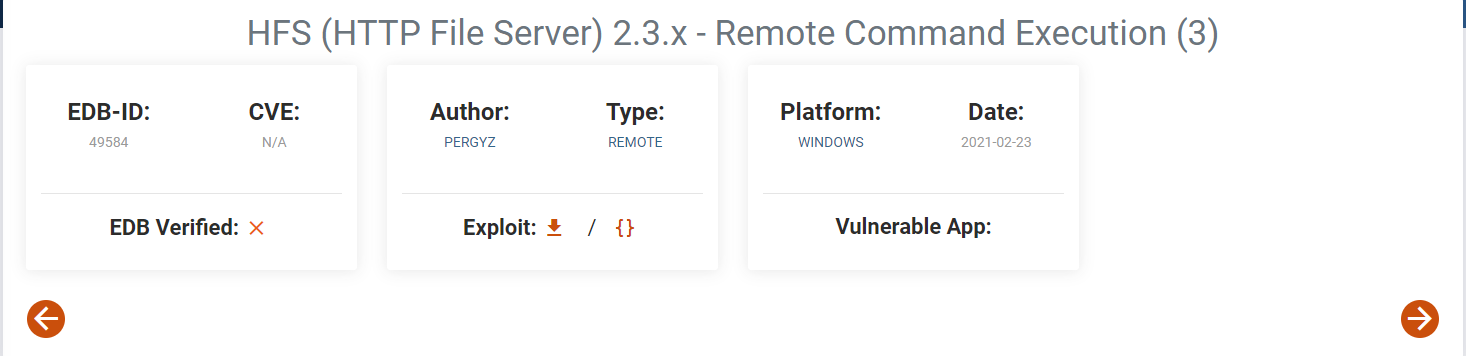 HFS (HTTP File Server) 2.3.x - Remote Command Execution (3)
EDB-ID: CVE:
49584 N/A
EDB Verified: ×
Author: Type:
PERGYZ REMOTE
Exploit: / {}
Platform: Date:
WINDOWS 2021-02-23
Vulnerable App: